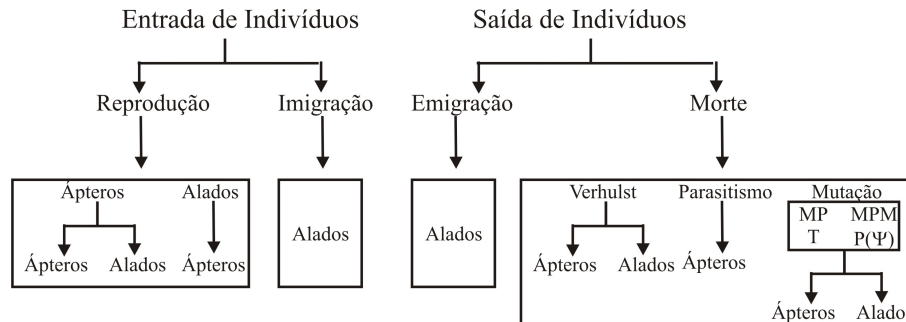 Entrada de Indivíduos
Saída de Indivíduos
Reprodução
Imigração
Emigração
Morte
Ápteros
Alados
Ápteros
Alados
Ápteros
Alados
Alados
Verhulst
Parasitismo
Mutação
MP MPM
T P(Ψ)
Ápteros
Alados
Ápteros
Ápteros
Alado